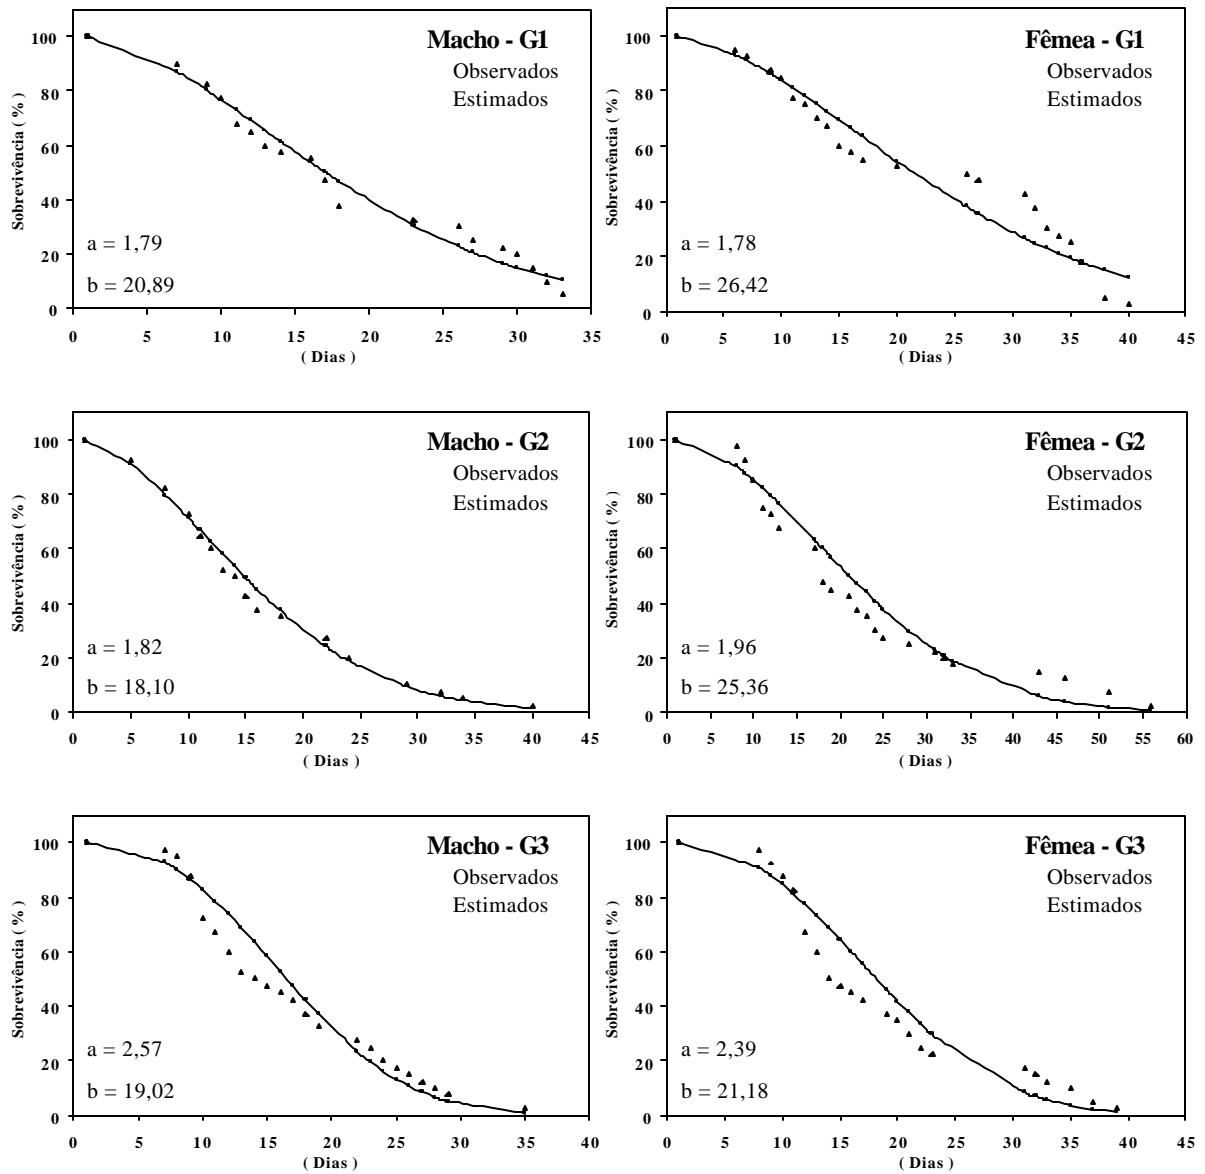 Macho - G1
Observados
Estimados
100
80
60
40
20
0
Sobrevivência ( % )
a = 1,79
b = 20,89
0 5 10 15 20 25 30 35
( Dias )
Fêmea - G1
Observados
Estimados
100
80
60
40
20
0
Sobrevivência ( % )
a = 1,78
b = 26,42
0 5 10 15 20 25 30 35 40 45
( Dias )
Macho - G2
Observados
Estimados
100
80
60
40
20
0
Sobrevivência ( % )
a = 1,82
b = 18,10
0 5 10 15 20 25 30 35 40 45
( Dias )
Fêmea - G2
Observados
Estimados
100
80
60
40
20
0
Sobrevivência ( % )
a = 1,96
b = 25,36
0 5 10 15 20 25 30 35 40 45 50 55 60
( Dias )
Macho - G3
Observados
Estimados
100
80
60
40
20
0
Sobrevivência ( % )
a = 2,57
b = 19,02
0 5 10 15 20 25 30 35 40
( Dias )
Fêmea - G3
Observados
Estimados
100
80
60
40
20
0
Sobrevivência ( % )
a = 2,39
b = 21,18
0 5 10 15 20 25 30 35 40 45
( Dias )